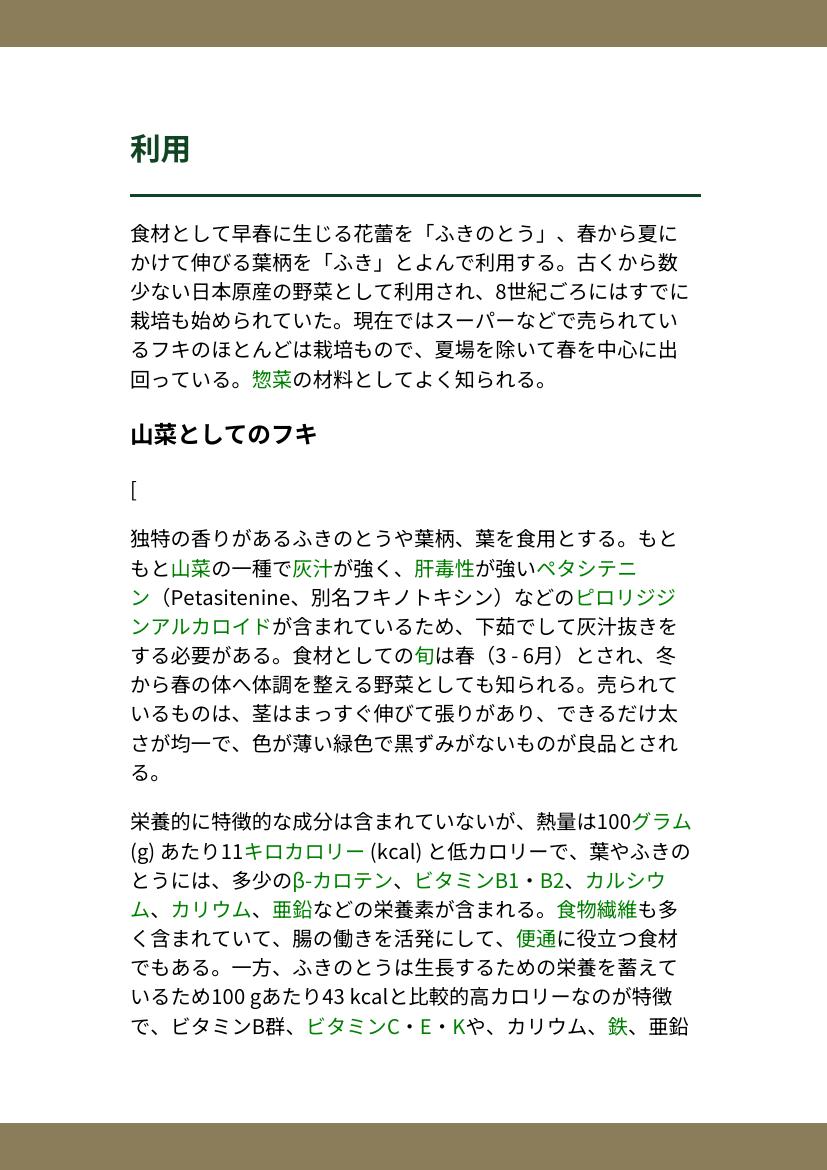 利用
食材として早春に生じる花蕾を「ふきのとう」、春から夏に
かけて伸びる葉柄を「ふき」とよんで利用する。古くから数
少ない日本原産の野菜として利用され、8世紀ごろにはすでに
栽培も始められていた。現在ではスーパーなどで売られてい
るフキのほとんどは栽培もので、夏場を除いて春を中心に出
回っている。惣菜の材料としてよく知られる。
山菜としてのフキ
[
独特の香りがあるふきのとうや葉柄、葉を食用とする。もと
もと山菜の一種で灰汁が強く、肝毒性が強いペタシテニ
ン（Petasitenine、別名フキノトキシン）などのピロリジジ
ンアルカロイドが含まれているため、下茹でして灰汁抜きを
する必要がある。食材としての旬は春（3 - 6月）とされ、冬
から春の体へ体調を整える野菜としても知られる。売られて
いるものは、茎はまっすぐ伸びて張りがあり、できるだけ太
さが均一で、色が薄い緑色で黒ずみがないものが良品とされ
る。
栄養的に特徴的な成分は含まれていないが、熱量は100グラム
(g) あたり11キロカロリー (kcal) と低カロリーで、葉やふきの
とうには、多少のβ-カロテン、ビタミンB1・B2、カルシウ
ム、カリウム、亜鉛などの栄養素が含まれる。食物繊維も多
く含まれていて、腸の働きを活発にして、便通に役立つ食材
でもある。一方、ふきのとうは生長するための栄養を蓄えて
いるため100 gあたり43 kcalと比較的高カロリーなのが特徴
で、ビタミンB群、ビタミンC・E・Kや、カリウム、鉄、亜鉛